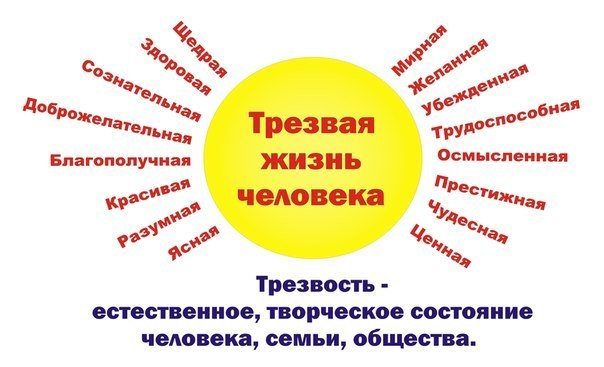 Щедрая
Здоровая
Сознательная
Доброжелательная
Благополучная
Красивая
Разумная
Ясная
Трезвая
жизнь
человека
Мирная
Желанная
Убежденная
Трудоспособная
Осмысленная
Престижная
Чудесная
Ценная
Трезвость -
естественное, творческое состояние
человека, семьи, общества.